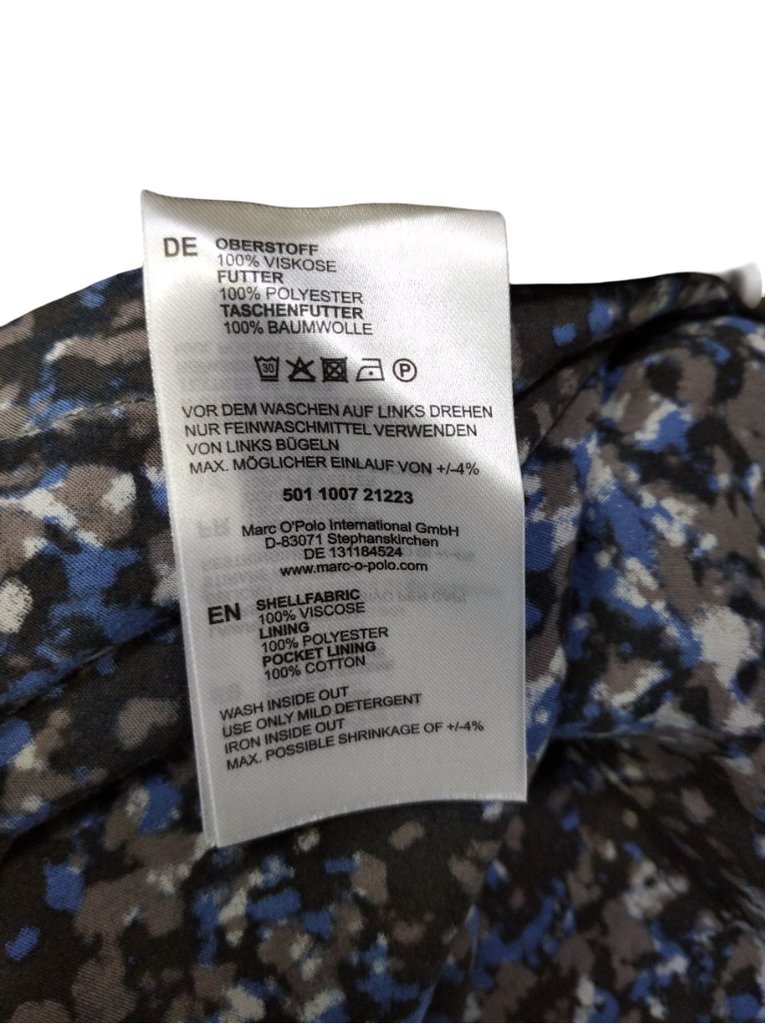 DE OBERSTOFF
100% VISKOSE
FUTTER
100% POLYESTER
TASCHENFUTTER
100% BAUMWOLLE
30 P
VOR DEM WASCHEN AUF LINKS DREHEN
NUR FEINWASCHMITTEL VERWENDEN
VON LINKS BÜGELN
MAX. MÖGLICHER EINLAUF VON +/-4%
501 1007 21223
Marc O'Polo International GmbH
D-83071 Stephanskirchen
DE 131184524
www.marc-o-polo.com
EN SHELLFABRIC
100% VISCOSE
LINING
100% POLYESTER
POCKET LINING
100% COTTON
WASH INSIDE OUT
USE ONLY MILD DETERGENT
IRON INSIDE OUT
MAX. POSSIBLE SHRINKAGE OF +/-4%